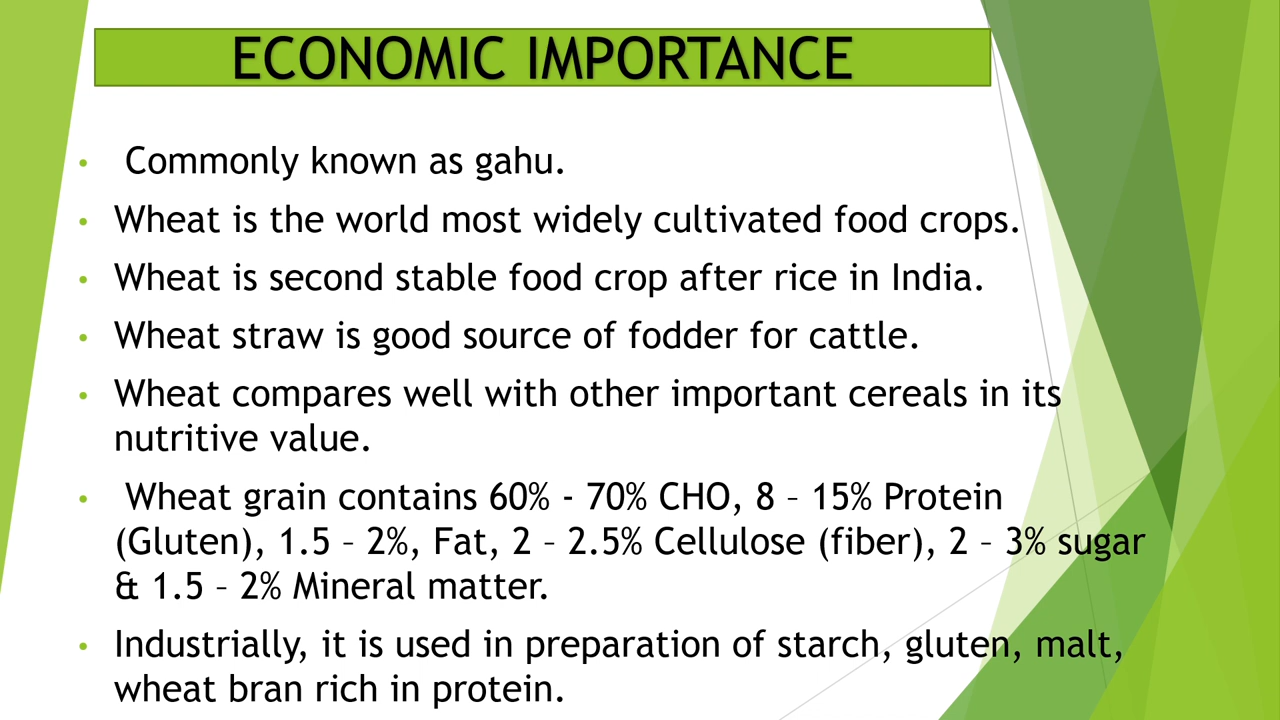 ECONOMIC IMPORTANCE
• Commonly known as gahu.
• Wheat is the world most widely cultivated food crops.
• Wheat is second stable food crop after rice in India.
• Wheat straw is good source of fodder for cattle.
• Wheat compares well with other important cereals in its
nutritive value.
• Wheat grain contains 60% - 70% CHO, 8 – 15% Protein
(Gluten), 1.5 – 2%, Fat, 2 – 2.5% Cellulose (fiber), 2 – 3% sugar
& 1.5 – 2% Mineral matter.
• Industrially, it is used in preparation of starch, gluten, malt,
wheat bran rich in protein.